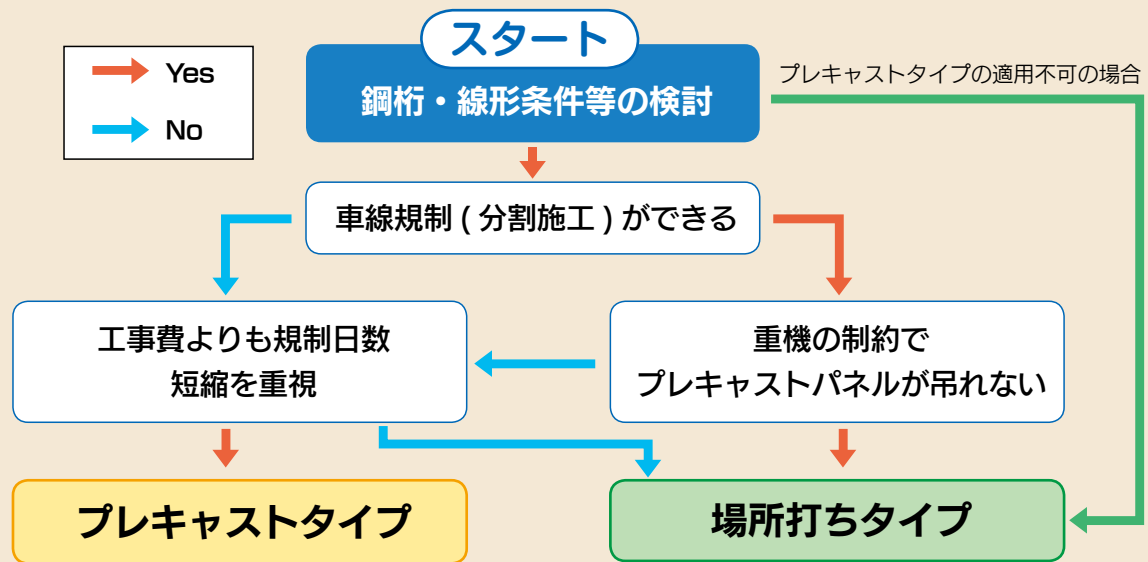 Yes
No
スタート
鋼桁・線形条件等の検討
プレキャストタイプの適用不可の場合
車線規制 ( 分割施工 ) ができる
工事費よりも規制日数
短縮を重視
重機の制約で
プレキャストパネルが吊れない
プレキャストタイプ
場所打ちタイプ